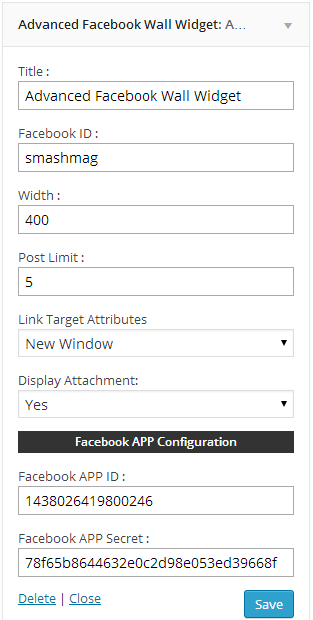 Advanced Facebook Wall Widget: A...
Title :
Advanced Facebook Wall Widget
Facebook ID :
smashmag
Width :
400
Post Limit :
5
Link Target Attributes
New Window
Display Attachment:
Yes
Facebook APP Configuration
Facebook APP ID :
1438026419800246
Facebook APP Secret :
78f65b8644632e0c2d98e053ed39668f
Delete | Close Save